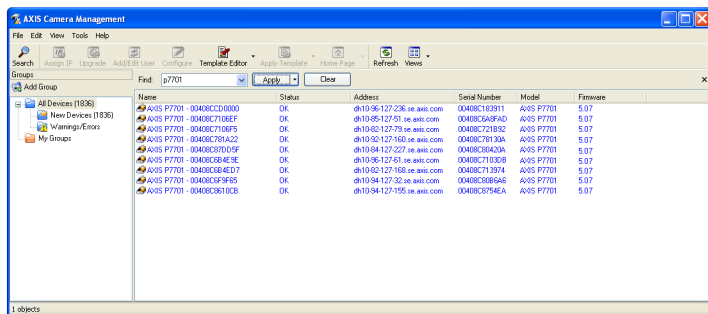 AXIS Camera Management
File Edit View Tools Help
Search Assign IP Upgrade Add/Edit User Configure Template Editor Apply Template Home Page Refresh Views
Groups
Add Group
Find: p7701 Apply Clear
All Devices (1836)
New Devices (1836)
Warnings/Errors
My Groups
Name Status Address Serial Number Model Firmware
AXIS P7701 - 00408CCD0000 OK dh10-96-127-236.se.axis.com 00408C183911 AXIS P7701 5.07
AXIS P7701 - 00408C7106EF OK dh10-85-127-51.se.axis.com 00408C6A8FAD AXIS P7701 5.07
AXIS P7701 - 00408C7106F5 OK dh10-82-127-79.se.axis.com 00408C721B92 AXIS P7701 5.07
AXIS P7701 - 00408C781A22 OK dh10-92-127-160.se.axis.com 00408C78130A AXIS P7701 5.07
AXIS P7701 - 00408C87DD5F OK dh10-84-127-227.se.axis.com 00408C80420A AXIS P7701 5.07
AXIS P7701 - 00408C6B4E9E OK dh10-96-127-61.se.axis.com 00408C7103DB AXIS P7701 5.07
AXIS P7701 - 00408C6B4ED7 OK dh10-82-127-168.se.axis.com 00408C713974 AXIS P7701 5.07
AXIS P7701 - 00408C6F9F65 OK dh10-94-127-32.se.axis.com 00408C80B6A6 AXIS P7701 5.07
AXIS P7701 - 00408C8610CB OK dh10-94-127-155.se.axis.com 00408C8754EA AXIS P7701 5.07
1 objects